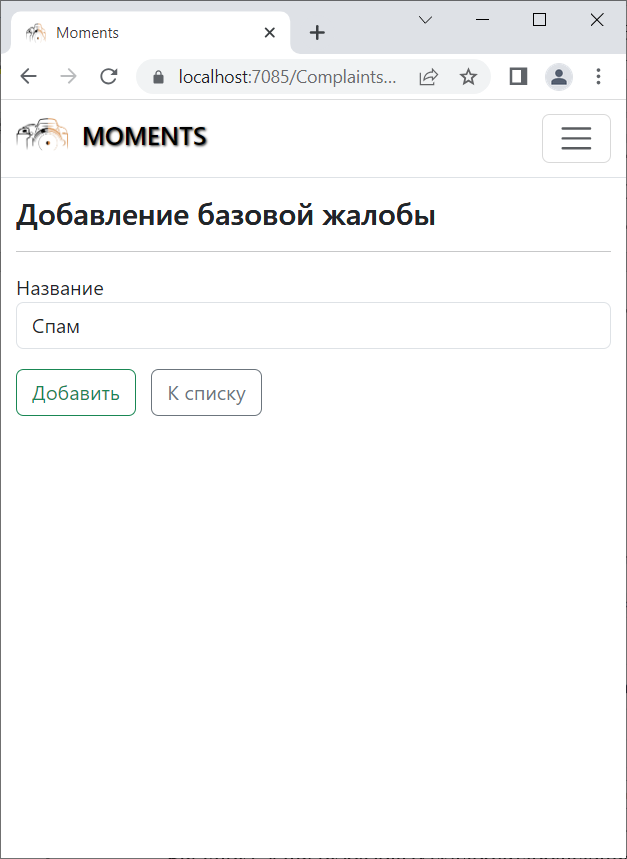 Moments
localhost:7085/Complaints...
MOMENTS
Добавление базовой жалобы
Название
Спам
Добавить К списку